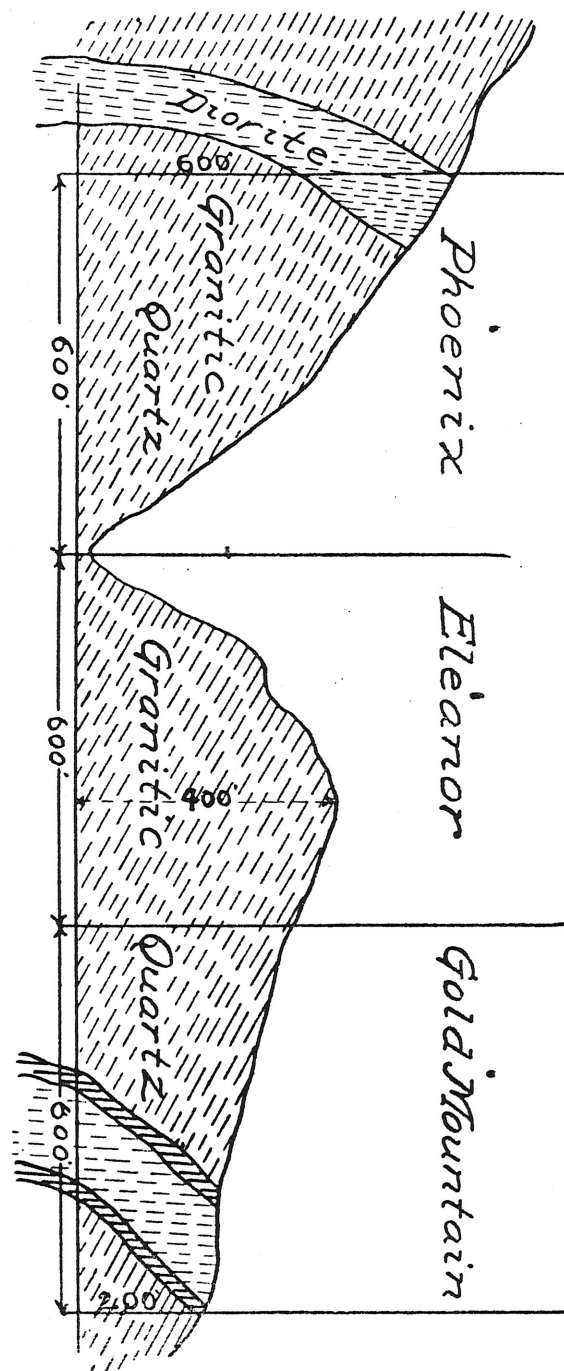 Phoenix
Eleanor
Gold Mountain
Diorite
600'
Granitic
Quartz
400'
Granitic
Quartz
200'
600'
600'
600'